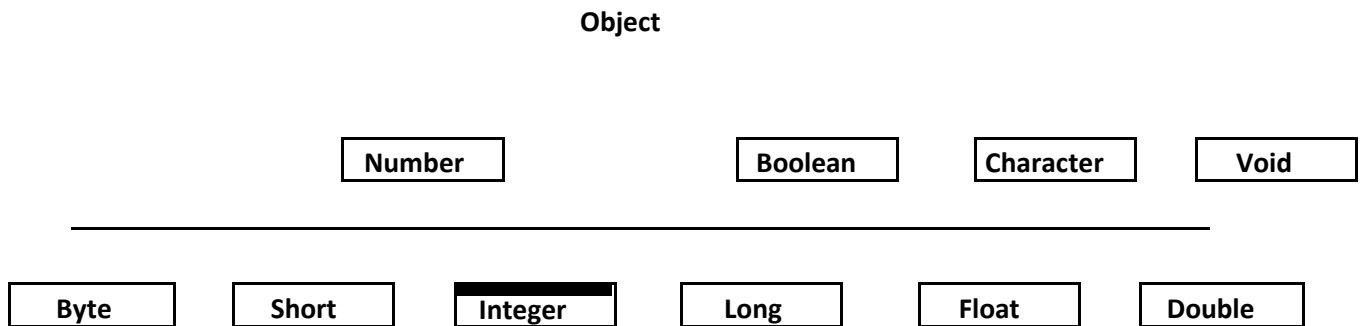 Object
Number Boolean Character Void
Byte Short Integer Long Float Double